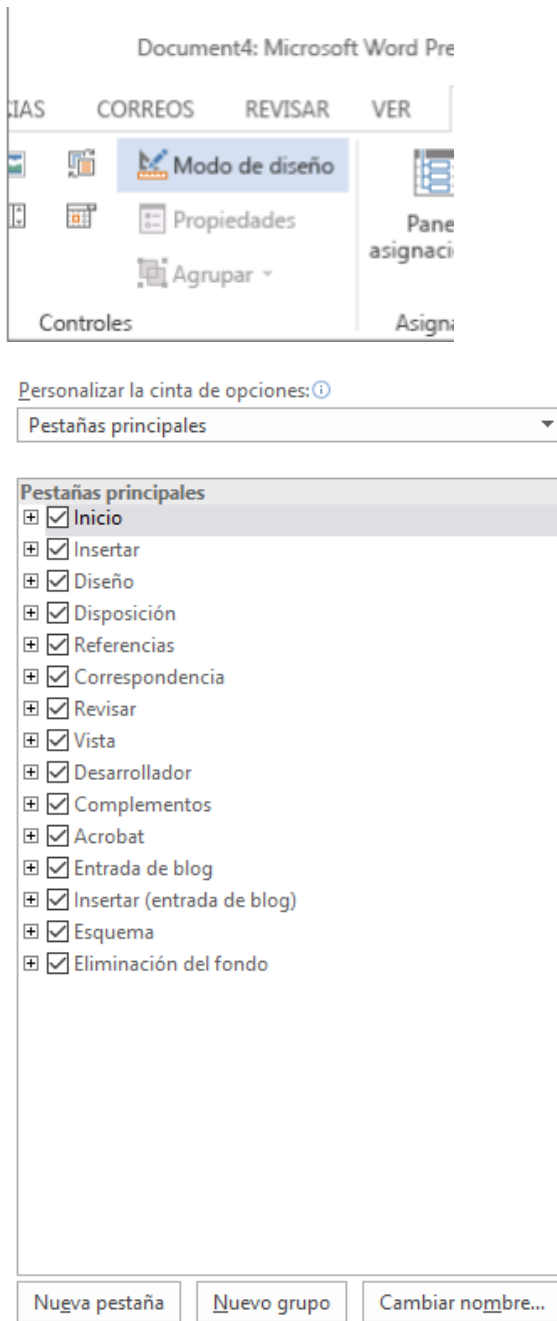 Document4: Microsoft Word Pre
IAS CORREOS REVISAR VER
Modo de diseño
Propiedades
Agrupar
Pane
asignaci
Controles
Asigna
Personalizar la cinta de opciones:
Pestañas principales
Pestañas principales
Inicio
Insertar
Diseño
Disposición
Referencias
Correspondencia
Revisar
Vista
Desarrollador
Complementos
Acrobat
Entrada de blog
Insertar (entrada de blog)
Esquema
Eliminación del fondo
Nueva pestaña Nuevo grupo Cambiar nombre...